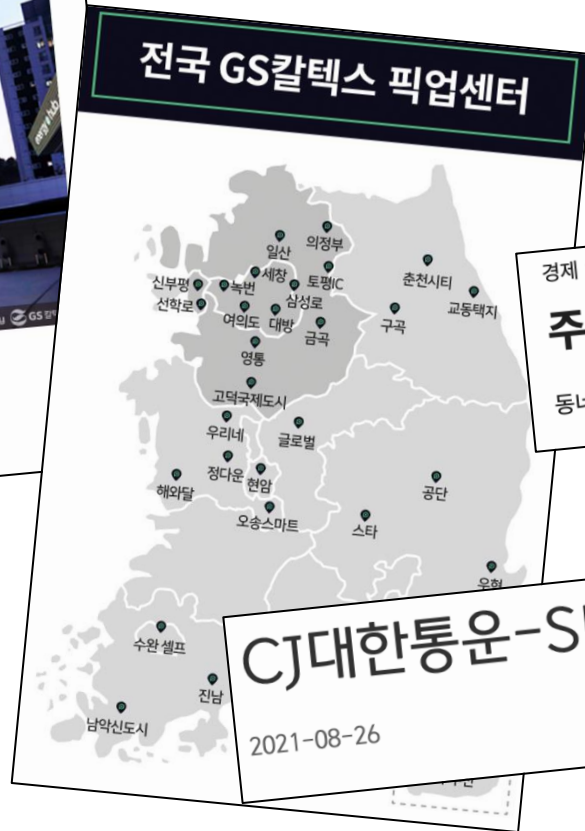 전국 GS칼텍스 픽업센터
일산
의정부
세창
토평IC
신부평
녹번
삼성로
선학로
여의도
대방
금곡
영통
고덕국제도시
춘천시티
교동택지
구곡
우리네
글로벌
정다운
현암
해와달
오송스마트
공단
스타
우현
수완 셀프
진남
남악신도시
경제
주
동네
CJ대한통운-S
2021-08-26
GS